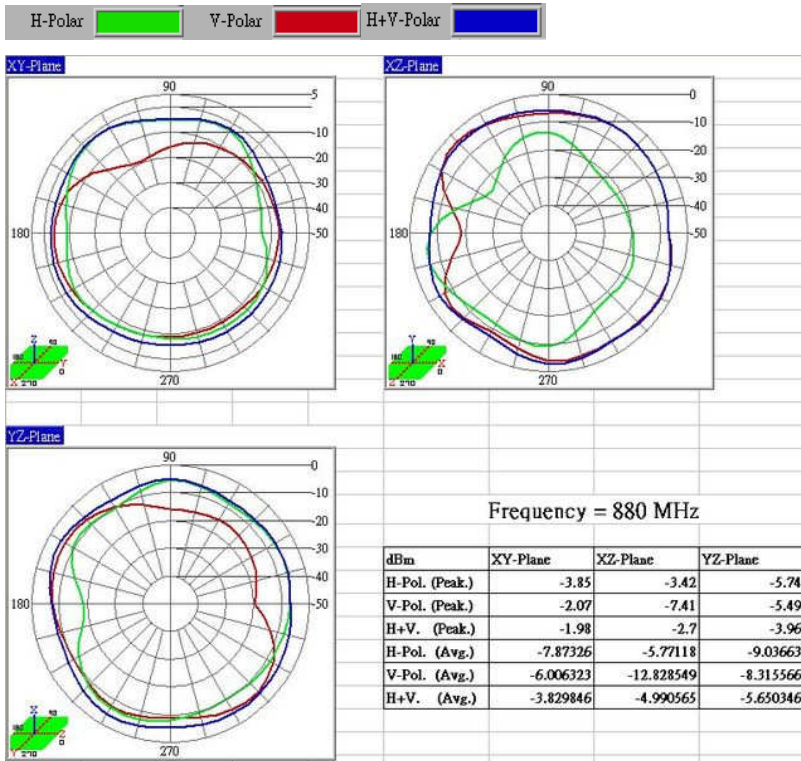 H-Polar V-Polar H+V-Polar
XY-Plane
90
5
-10
-20
-30
-40
-50
180
270
XZ-Plane
90
0
-10
-20
-30
-40
-50
180
270
YZ-Plane
90
0
-10
-20
-30
-40
-50
180
270
Frequency = 880 MHz
dBm XY-Plane XZ-Plane YZ-Plane
H-Pol. (Peak.) -3.85 -3.42 -5.74
V-Pol. (Peak.) -2.07 -7.41 -5.49
H+V. (Peak.) -1.98 -2.7 -3.96
H-Pol. (Avg.) -7.87326 -5.77118 -9.03663
V-Pol. (Avg.) -6.006323 -12.828549 -8.315566
H+V. (Avg.) -3.829846 -4.990565 -5.650346